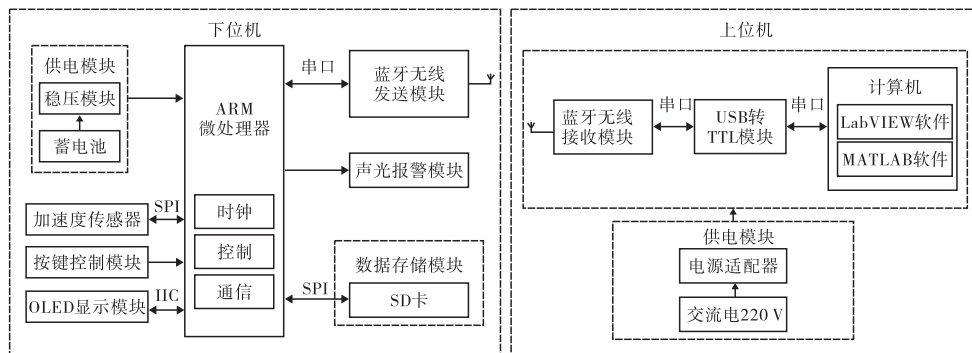 下位机
供电模块
稳压模块
蓄电池
ARM
微处理器
时钟
控制
通信
串口
蓝牙无线
发送模块
声光报警模块
加速度传感器
SPI
按键控制模块
OLED显示模块
IIC
数据存储模块
SPI
SD卡
上位机
蓝牙无线
接收模块
串口
USB转
TTL模块
串口
计算机
LabVIEW软件
MATLAB软件
供电模块
电源适配器
交流电220 V